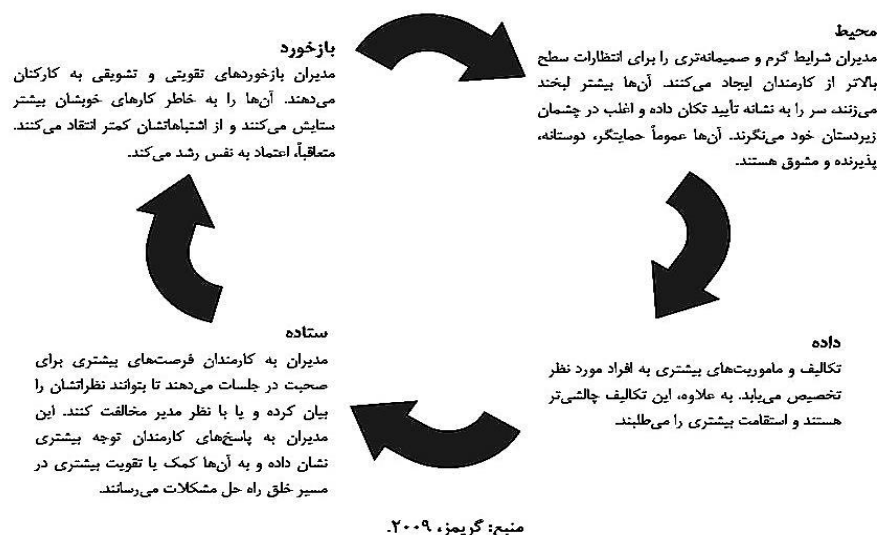 محیط
مدیران شرایط گرم و صمیمانه‌تری را برای انتظارات سطح
بالاتر از کارمندان ایجاد می‌کنند. آن‌ها بیشتر لبخند
می‌زنند، سر را به نشانه تأیید تکان داده و اغلب در چشمان
زیردستان خود می‌نگرند. آن‌ها عموماً حمایتگر، دوستانه،
پذیرنده و مشوق هستند.
داده
تکالیف و ماموریت‌های بیشتری به افراد مورد نظر
تخصیص می‌یابد. به علاوه، این تکالیف چالشی‌تر
هستند و استقامت بیشتری را می‌طلبند.
ستاده
مدیران به کارمندان فرصت‌های بیشتری برای
صحبت در جلسات می‌دهند تا بتوانند نظراتشان را
بیان کرده و یا با نظر مدیر مخالفت کنند. این
مدیران به پاسخ‌های کارمندان توجه بیشتری
نشان داده و به آن‌ها کمک یا تقویت بیشتری در
مسیر خلق راه حل مشکلات می‌رسانند.
بازخورد
مدیران بازخوردهای تقویتی و تشویقی به کارکنان
می‌دهند. آن‌ها را به خاطر کارهای خوبشان بیشتر
ستایش می‌کنند و از اشتباهاتشان کمتر انتقاد می‌کنند.
متعاقباً، اعتماد به نفس رشد می‌کند.
منبع: گریمز، ۲۰۰۹.